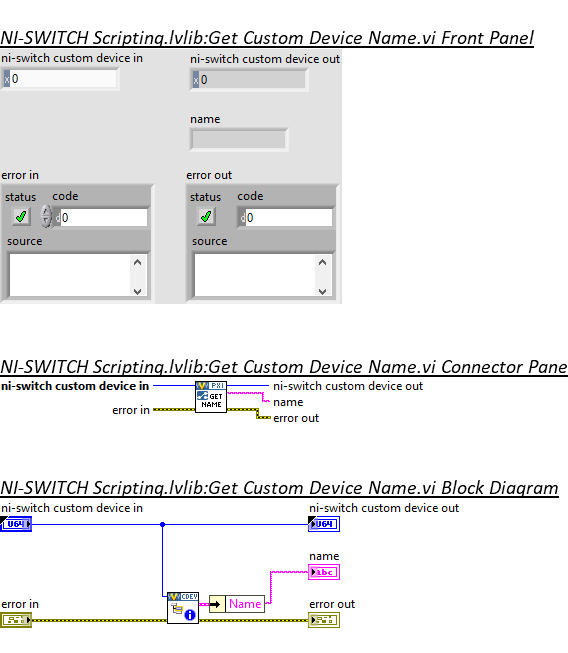 NI-SWITCH Scripting.lvlib:Get Custom Device Name.vi Front Panel
ni-switch custom device in
ni-switch custom device out
x 0
x 0
name
error in
error out
status code
status code
d 0
d 0
source
source
NI-SWITCH Scripting.lvlib:Get Custom Device Name.vi Connector Pane
ni-switch custom device in
PXI
ni-switch custom device out
GET
NAME
name
error in
error out
NI-SWITCH Scripting.lvlib:Get Custom Device Name.vi Block Diagram
ni-switch custom device in
ni-switch custom device out
U64
U64
name
abc
CDEV
Name
error in
error out